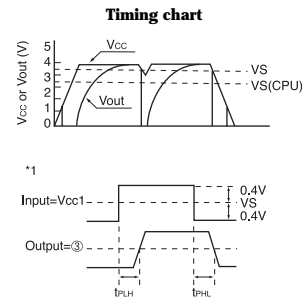 Timing chart
Vcc or Vout (V)
5
4
3
2
1
0
Vcc
Vout
VS
VS(CPU)
*1
Input=Vcc1
0.4V
VS
0.4V
Output=③
tPLH
tPHL